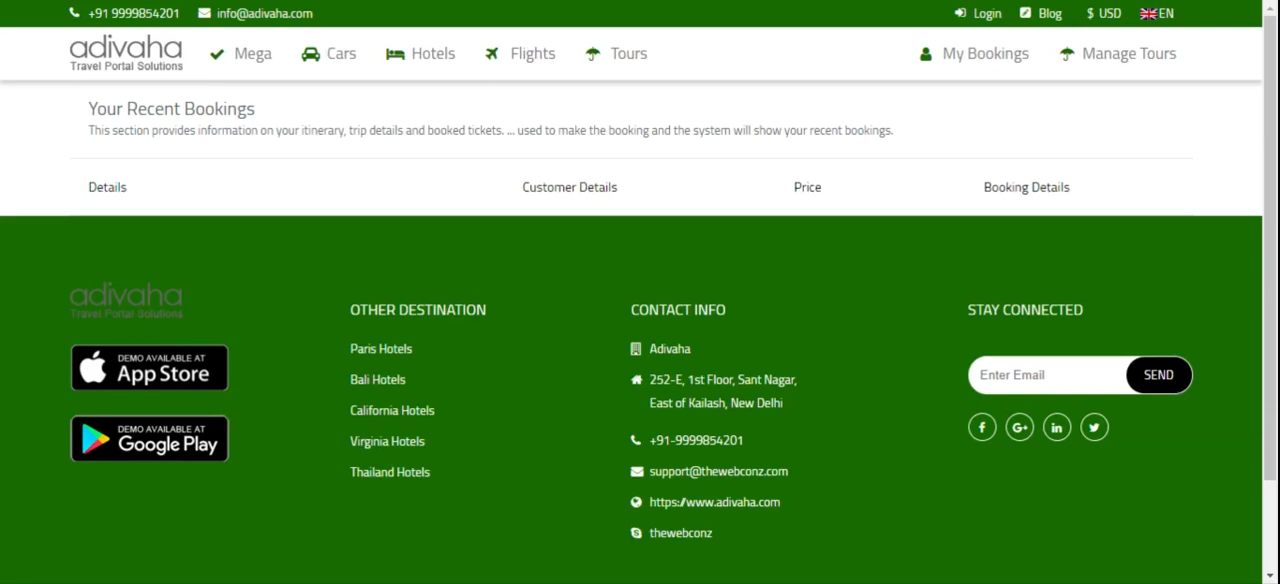 +91 9999854201 info@adivaha.com Login Blog $ USD EN
adivaha
Travel Portal Solutions
Mega Cars Hotels Flights Tours My Bookings Manage Tours
Your Recent Bookings
This section provides information on your itinerary, trip details and booked tickets. ... used to make the booking and the system will show your recent bookings.
Details Customer Details Price Booking Details
adivaha
Travel Portal Solutions
DEMO AVAILABLE AT
App Store
DEMO AVAILABLE AT
Google Play
OTHER DESTINATION
Paris Hotels
Bali Hotels
California Hotels
Virginia Hotels
Thailand Hotels
CONTACT INFO
Adivaha
252-E, 1st Floor, Sant Nagar,
East of Kailash, New Delhi
+91-9999854201
support@thewebconz.com
https://www.adivaha.com
thewebconz
STAY CONNECTED
Enter Email SEND